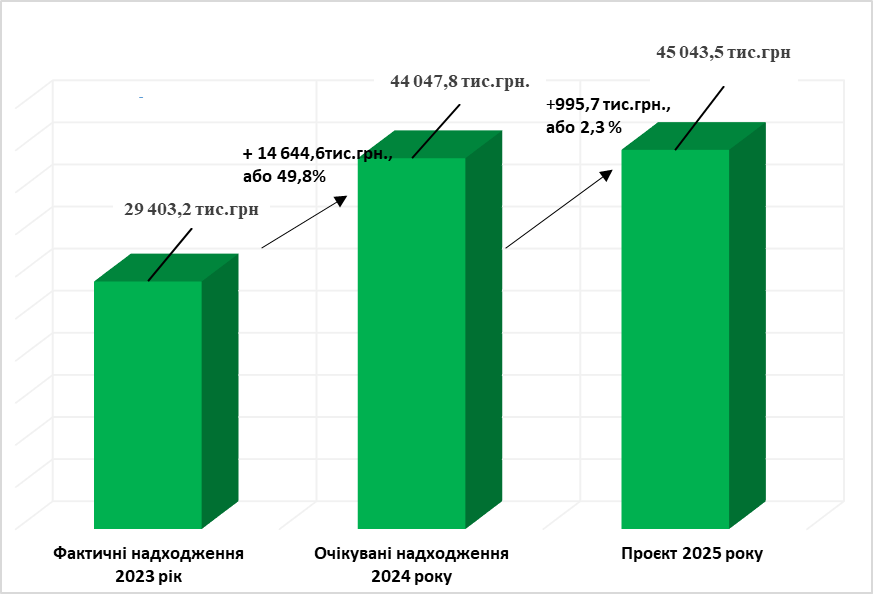 45 043,5 тис.грн
44 047,8 тис.грн.
+995,7 тис.грн.,
або 2,3 %
+ 14 644,6тис.грн.,
або 49,8%
29 403,2 тис.грн
Фактичні надходження
2023 рік
Очікувані надходження
2024 року
Проєкт 2025 року